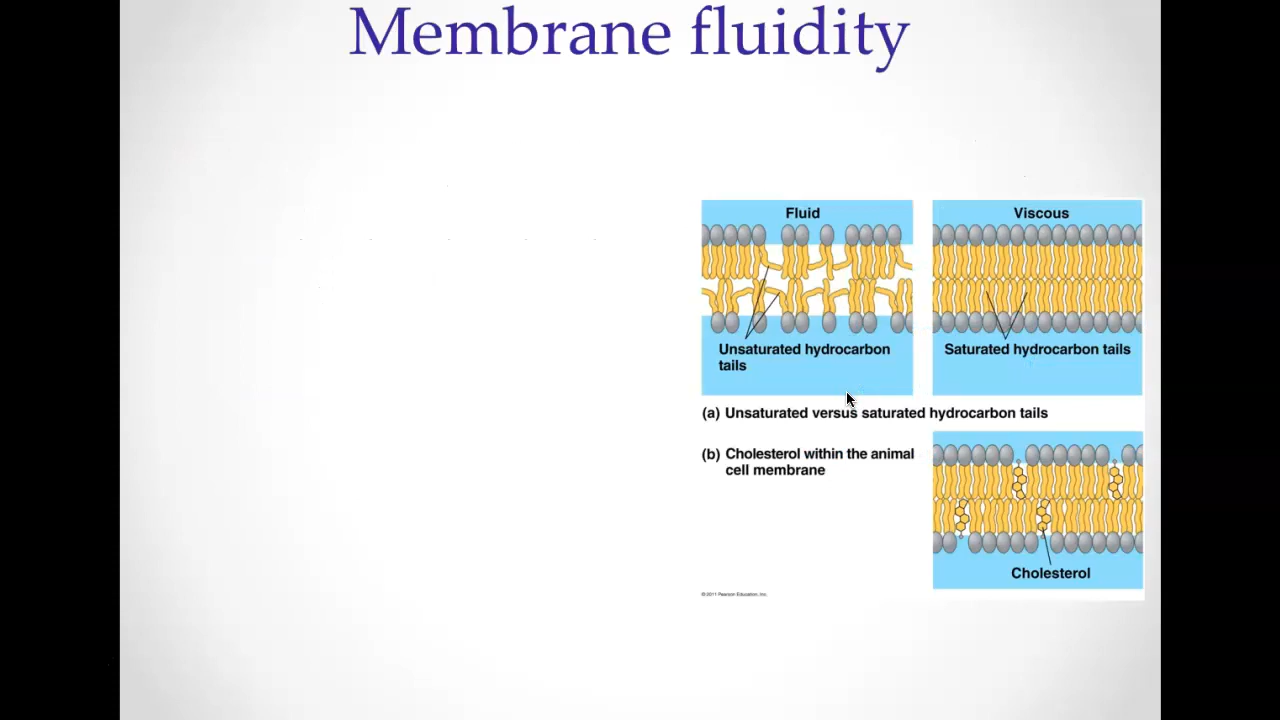 Membrane fluidity
Fluid
Viscous
Unsaturated hydrocarbon
tails
Saturated hydrocarbon tails
(a) Unsaturated versus saturated hydrocarbon tails
(b) Cholesterol within the animal
cell membrane
Cholesterol
© 2011 Pearson Education, Inc.